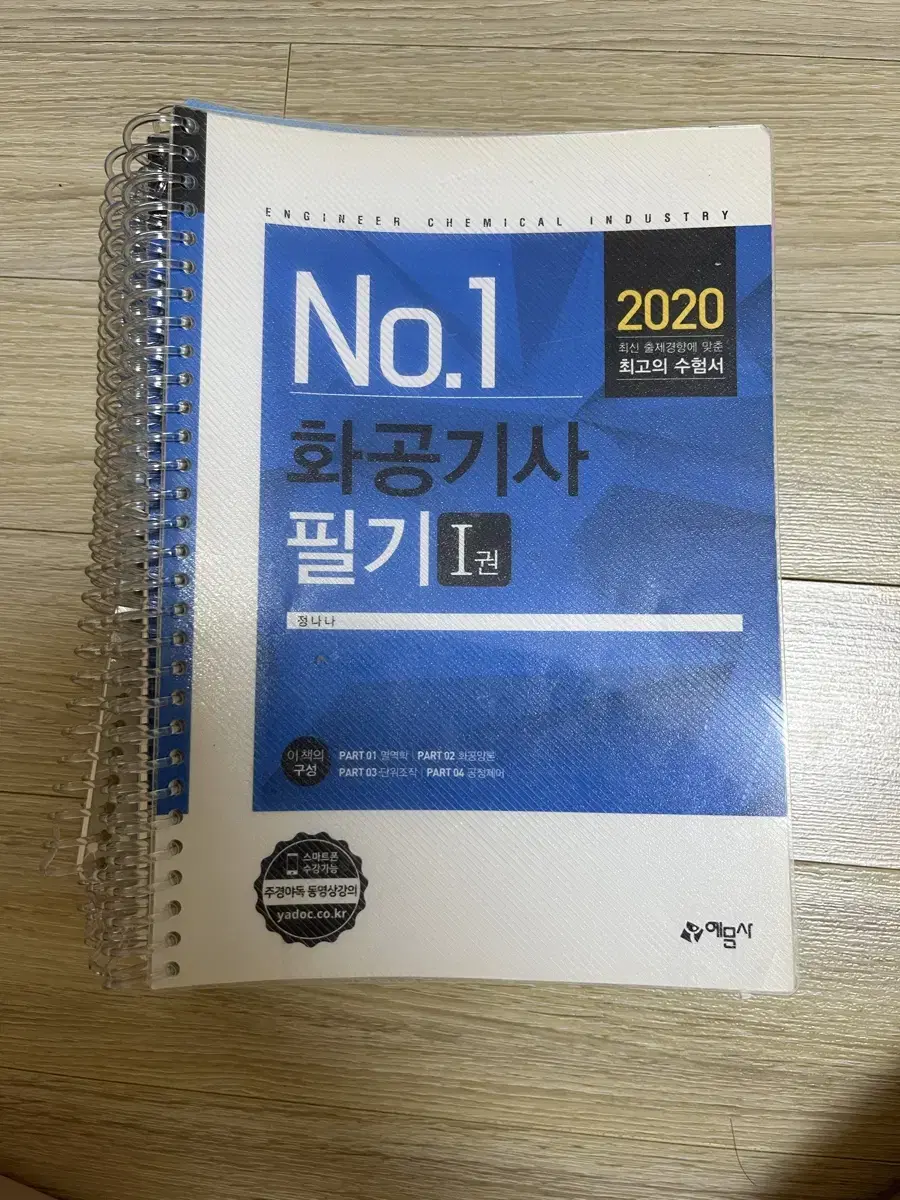 ENGINEER CHEMICAL INDUSTRY
No.1
2020
최신 출제경향에 맞춘
최고의 수험서
화공기사
필기 I권
정나나
이 책의
구성
PART 01 열역학 | PART 02 화공양론
PART 03 단위조작 | PART 04 공정제어
스마트폰
수강가능
주경야독 동영상강의
yadoc.co.kr
예문사